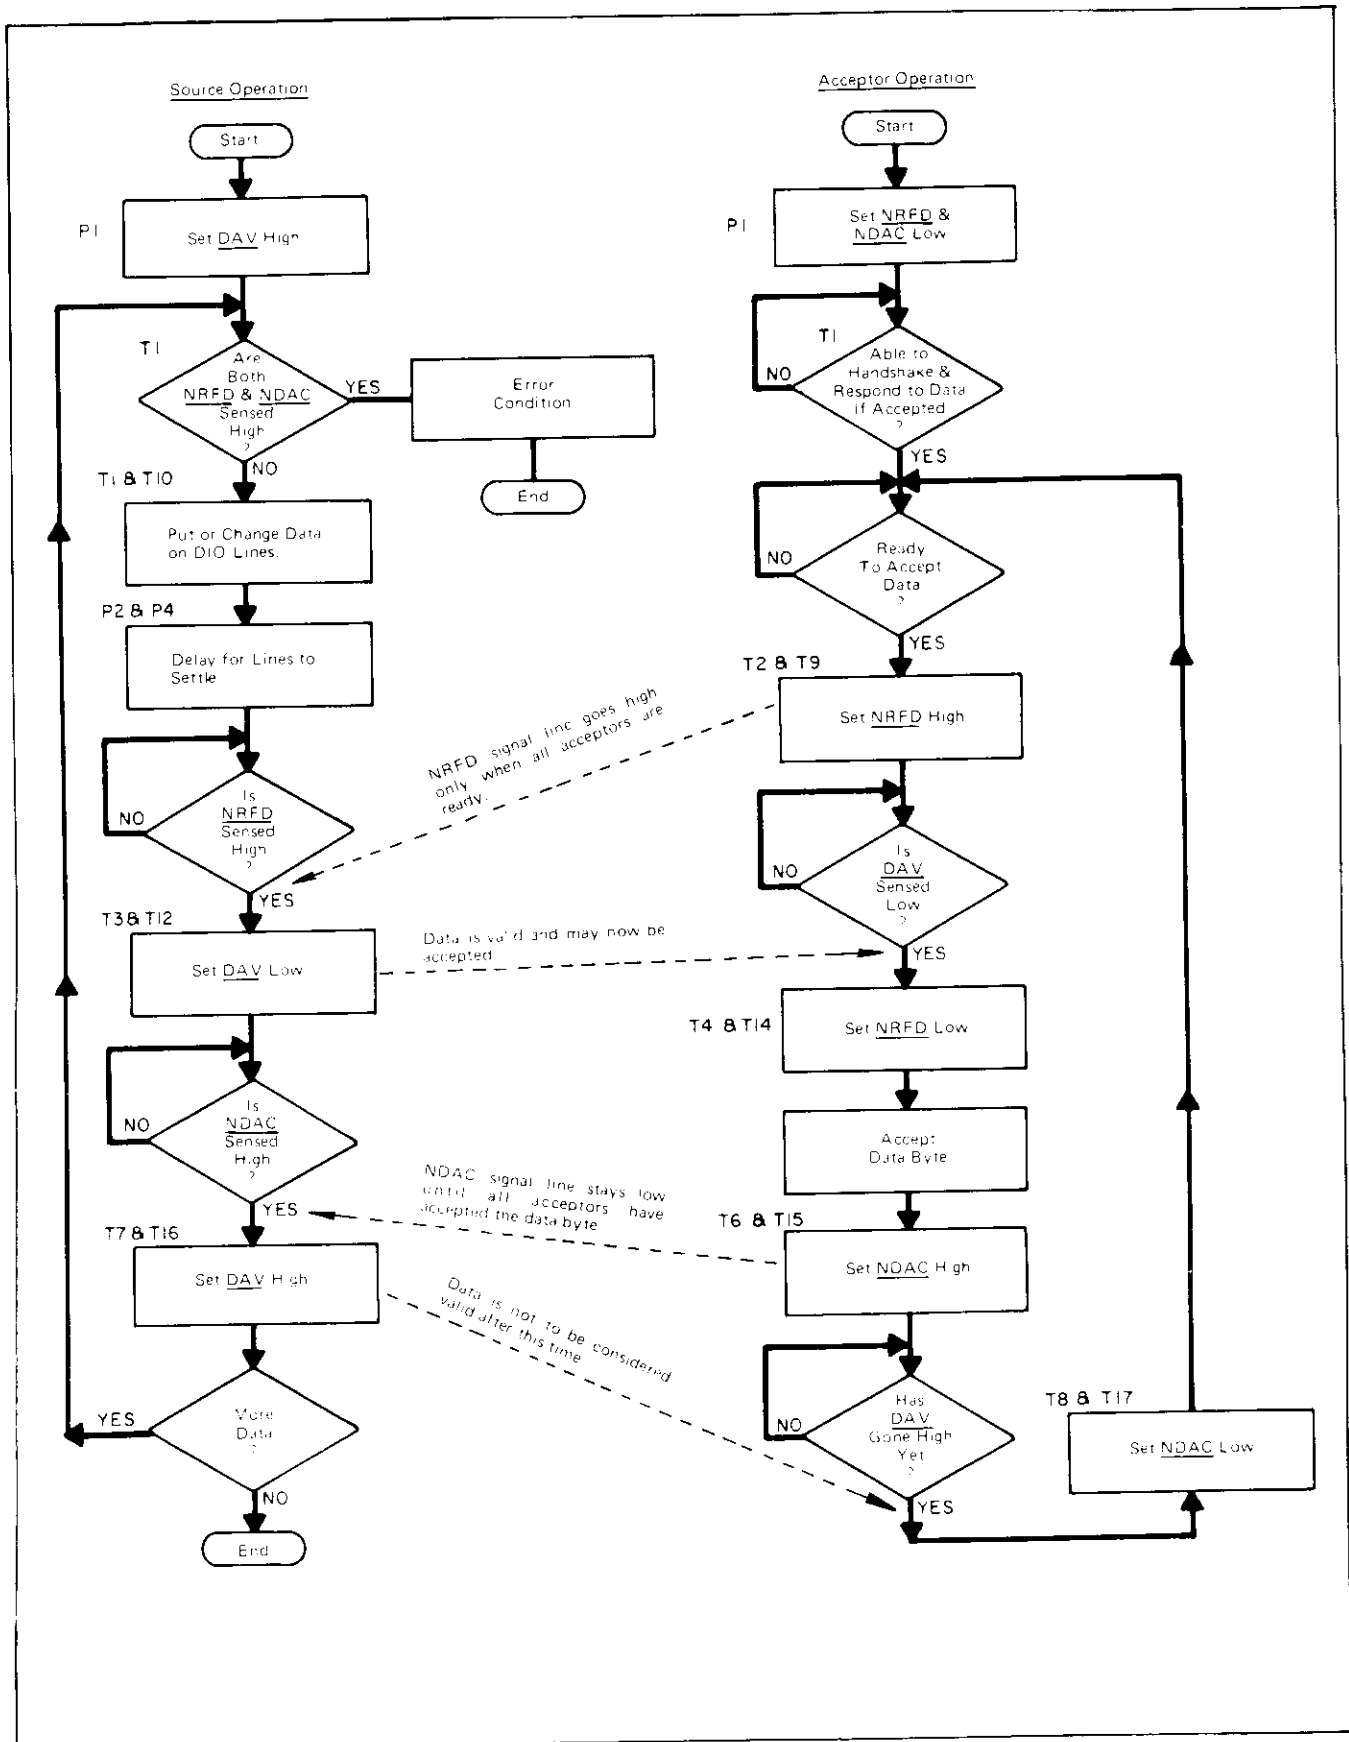 Source Operation
Start
P1
Set DAV High
T1
Are
Both
NRFD & NDAC
Sensed
High
?
YES
Error
Condition
End
NO
T1 & T10
Put or Change Data
on DIO Lines.
P2 & P4
Delay for Lines to
Settle
Is
NRFD
Sensed
High
?
NO
YES
T3 & T12
Set DAV Low
Is
NDAC
Sensed
High
?
NO
YES
T7 & T16
Set DAV High
More
Data
?
YES
NO
End
NRFD signal line goes high
only when all acceptors are
ready.
Data is valid and may now be
accepted
NDAC signal line stays low
until all acceptors have
accepted the data byte
Data is not to be considered
valid after this time
Acceptor Operation
Start
P1
Set NRFD &
NDAC Low
T1
Able to
Handshake &
Respond to Data
if Accepted
?
NO
YES
Ready
To Accept
Data
?
NO
YES
T2 & T9
Set NRFD High
Is
DAV
Sensed
Low
?
NO
YES
T4 & T14
Set NRFD Low
Accept
Data Byte
T6 & T15
Set NDAC High
Has
DAV
Gone High
Yet
?
NO
YES
T8 & T17
Set NDAC Low